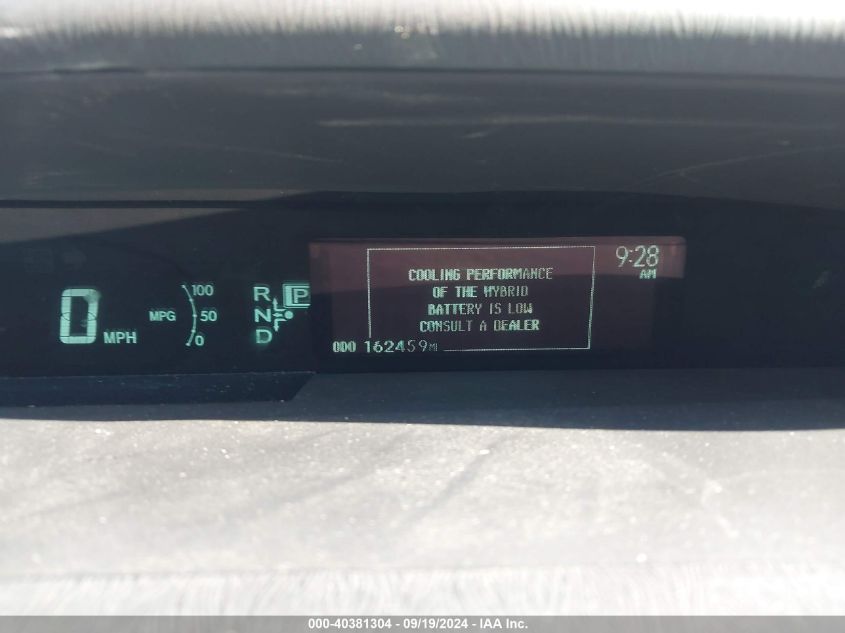 9:28
AM
COOLING PERFORMANCE
OF THE HYBRID
BATTERY IS LOW
CONSULT A DEALER
ODO 162459MI
0 MPH
MPG
100
50
0
R
P
N
D
000-40381304 - 09/19/2024 - IAA Inc.